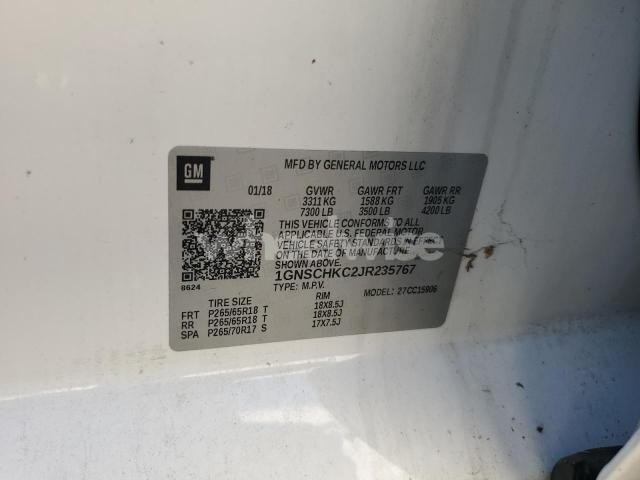 GM
MFD BY GENERAL MOTORS LLC
01/18 GVWR GAWR FRT GAWR RR
3311 KG 1588 KG 1905 KG
7300 LB 3500 LB 4200 LB
THIS VEHICLE CONFORMS TO ALL
APPLICABLE U.S. FEDERAL MOTOR
VEHICLE SAFETY STANDARDS IN EFFECT
ON THE DATE OF MANUFACTURE
SHOWN ABOVE.
1GNSCHKC2JR235767
8624
TYPE: M.P.V. MODEL: 27CC15906
TIRE SIZE RIM
FRT P265/65R18 T 18X8.5J
RR P265/65R18 T 18X8.5J
SPA P265/70R17 S 17X7.5J